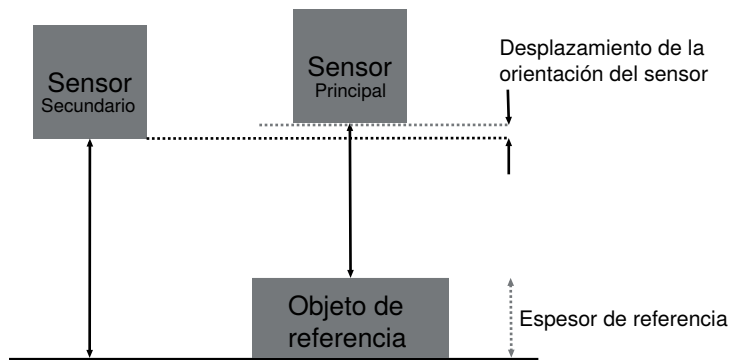 Sensor
Secundario
Sensor
Principal
Desplazamiento de la
orientación del sensor
Objeto de
referencia
Espesor de referencia